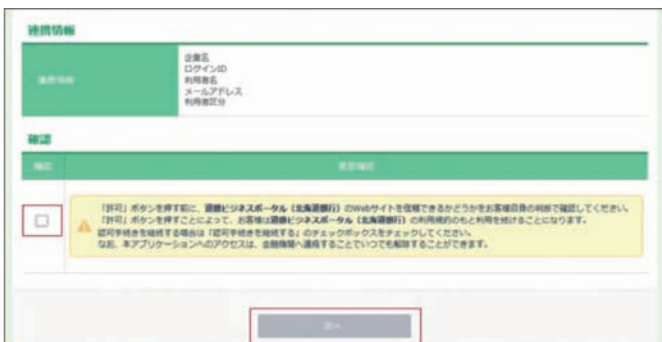 連携情報
連携情報
企業名
ログインID
利用者名
メールアドレス
利用者区分
確認
確認
意思確認
「許可」ボタンを押す前に、道銀ビジネスポータル(北海道銀行)のWebサイトを信頼できるかどうかをお客様自身の判断で確認してください。
「許可」ボタンを押すことによって、お客様は道銀ビジネスポータル(北海道銀行)の利用規約のもと利用を続けることになります。
認可手続きを継続する場合は「認可手続きを継続する」のチェックボックスをチェックしてください。
なお、本アプリケーションへのアクセスは、金融機関へ連絡することでいつでも解除することができます。
次へ